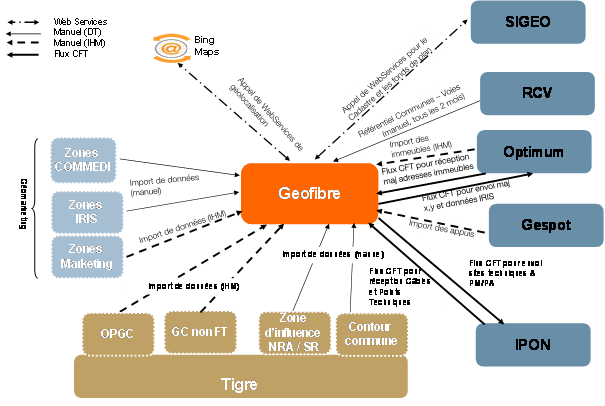 Web Services
Manuel (DT)
Manuel (IHM)
Flux CFT
Bing
Maps
SIGEO
RCV
Optimum
Gespot
IPON
Appel de WebServices de
géolocalisation
Appel de WebServices pour le
Cadastre et les fonds de plan
Référentiel Communes – Voies
(manuel, tous les 2 mois)
Import des
immeubles (IHM)
Flux CFT pour réception
maj adresses immeubles
Flux CFT pour envoi maj
x,y et données IRIS
Import des appuis
Flux CFT pour envoi
sites techniques &
PM/PA
Géomarketing
Zones
COMMEDI
Zones
IRIS
Zones
Marketing
Import de données
(manuel)
Import de données (IHM)
Geofibre
Import de données (IHM)
Import de données (manuel)
Flux CFT pour
réception Câbles
et Points
Techniques
OPGC
GC non FT
Zone
d'influence
NRA / SR
Contour
commune
Tigre